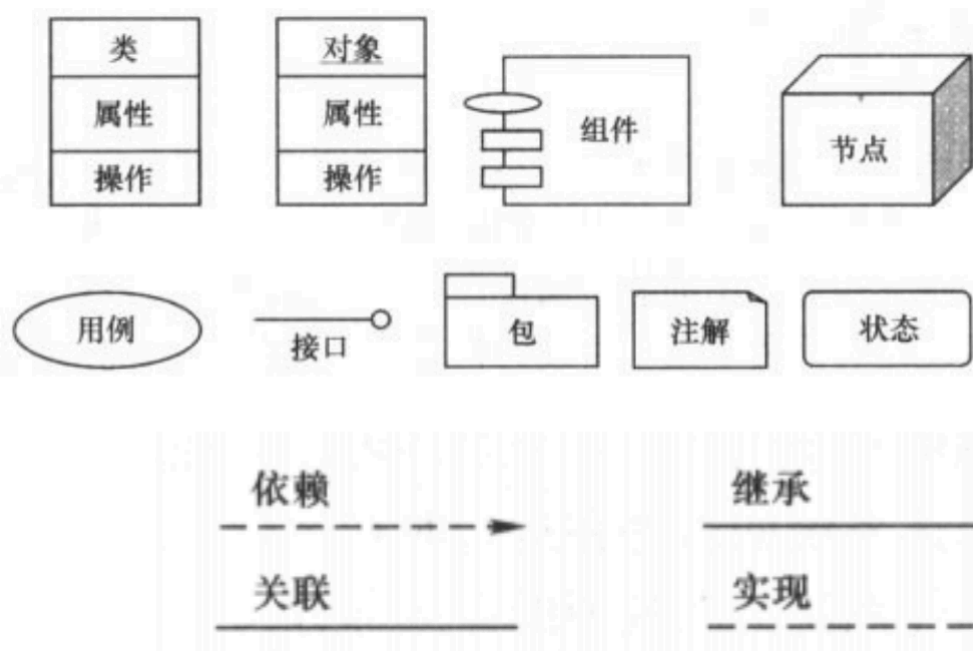 类
对象
属性
属性
组件
节点
操作
操作
用例
接口
包
注解
状态
依赖
继承
关联
实现